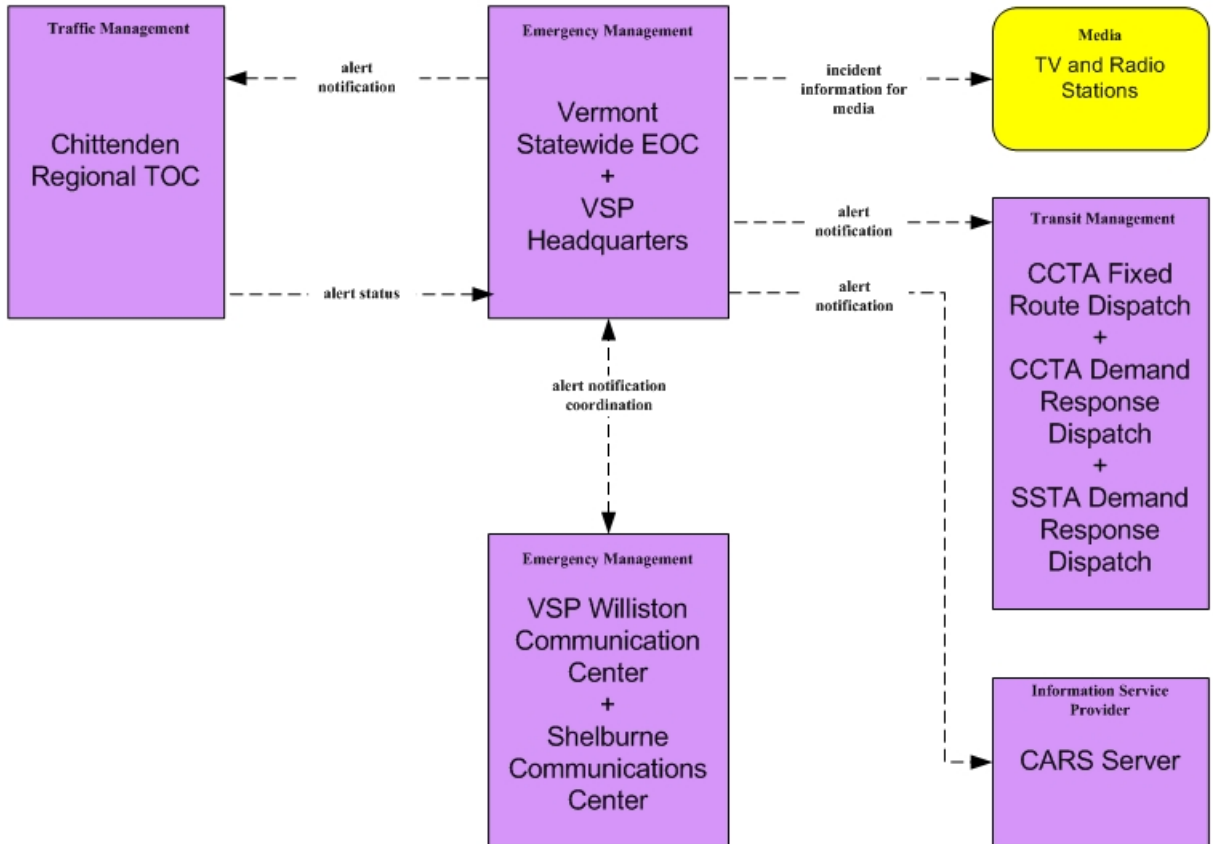 Traffic Management
Chittenden
Regional TOC
alert
notification
alert status
Emergency Management
Vermont
Statewide EOC
+
VSP
Headquarters
incident
information for
media
Media
TV and Radio
Stations
alert
notification
alert
notification
Transit Management
CCTA Fixed
Route Dispatch
+
CCTA Demand
Response
Dispatch
+
SSTA Demand
Response
Dispatch
alert notification
coordination
Emergency Management
VSP Williston
Communication
Center
+
Shelburne
Communications
Center
Information Service
Provider
CARS Server